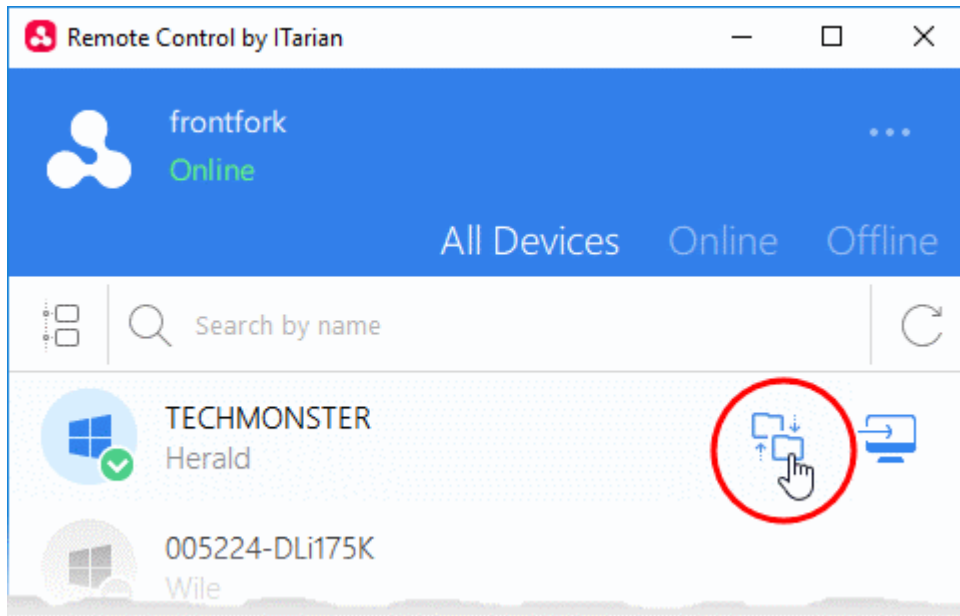 Remote Control by ITarian
frontfork
Online
All Devices Online Offline
Search by name
TECHMONSTER
Herald
005224-DLi175K
Wile